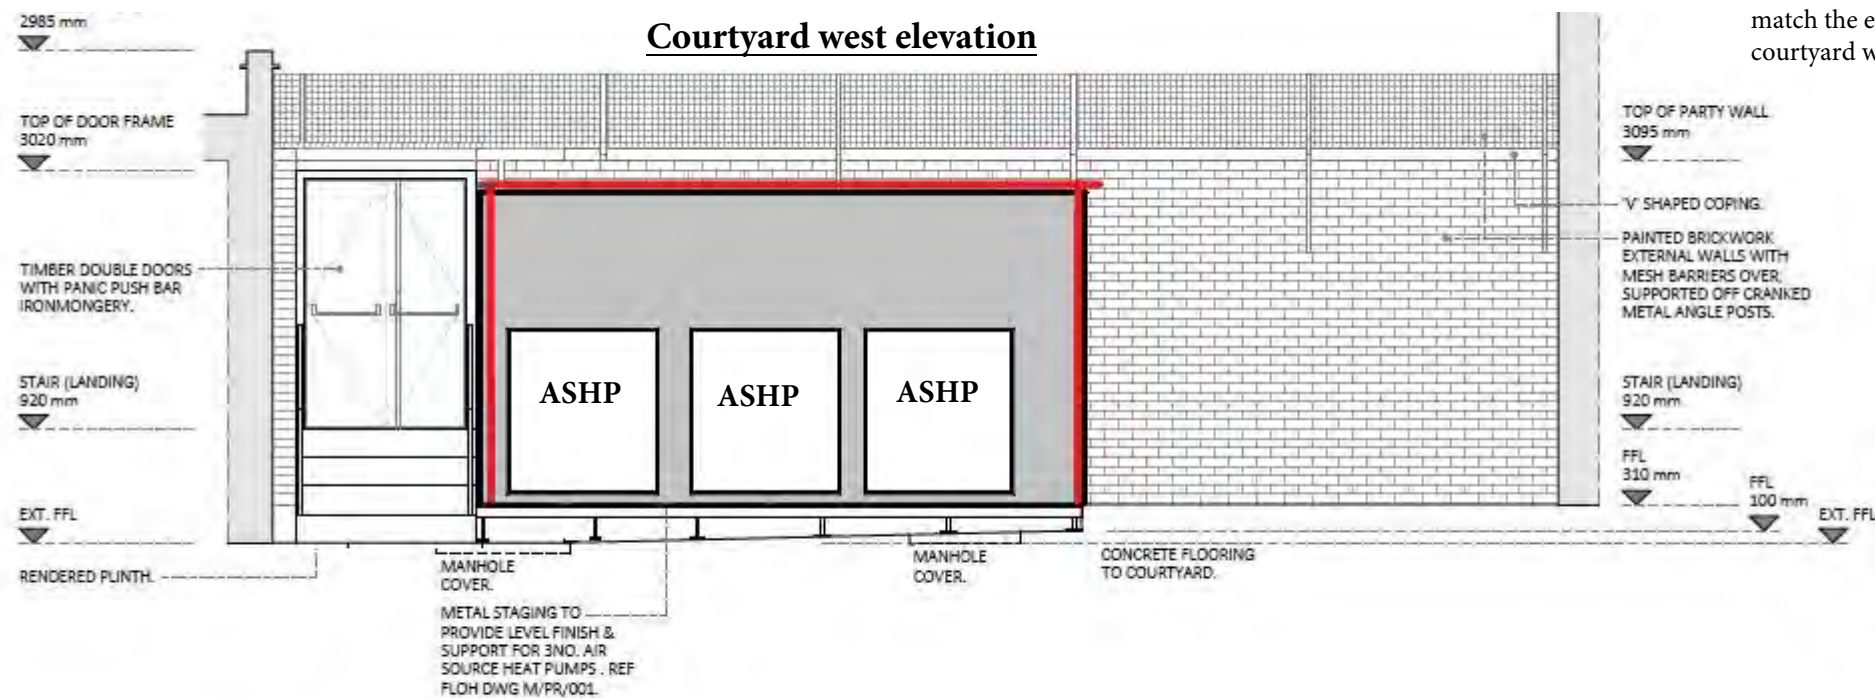 Courtyard west elevation
match the e
courtyard w
2985 mm
TOP OF DOOR FRAME
3020 mm
TIMBER DOUBLE DOORS
WITH PANIC PUSH BAR
IRONMONGERY.
STAIR (LANDING)
920 mm
EXT. FFL
RENDERED PLINTH.
ASHP
ASHP
ASHP
MANHOLE
COVER.
METAL STAGING TO
PROVIDE LEVEL FINISH &
SUPPORT FOR 3NO. AIR
SOURCE HEAT PUMPS . REF
FLOH DWG M/PR/001.
MANHOLE
COVER.
CONCRETE FLOORING
TO COURTYARD.
TOP OF PARTY WALL
3095 mm
'V' SHAPED COPING.
PAINTED BRICKWORK
EXTERNAL WALLS WITH
MESH BARRIERS OVER,
SUPPORTED OFF CRANKED
METAL ANGLE POSTS.
STAIR (LANDING)
920 mm
FFL
310 mm
FFL
100 mm
EXT. FFL